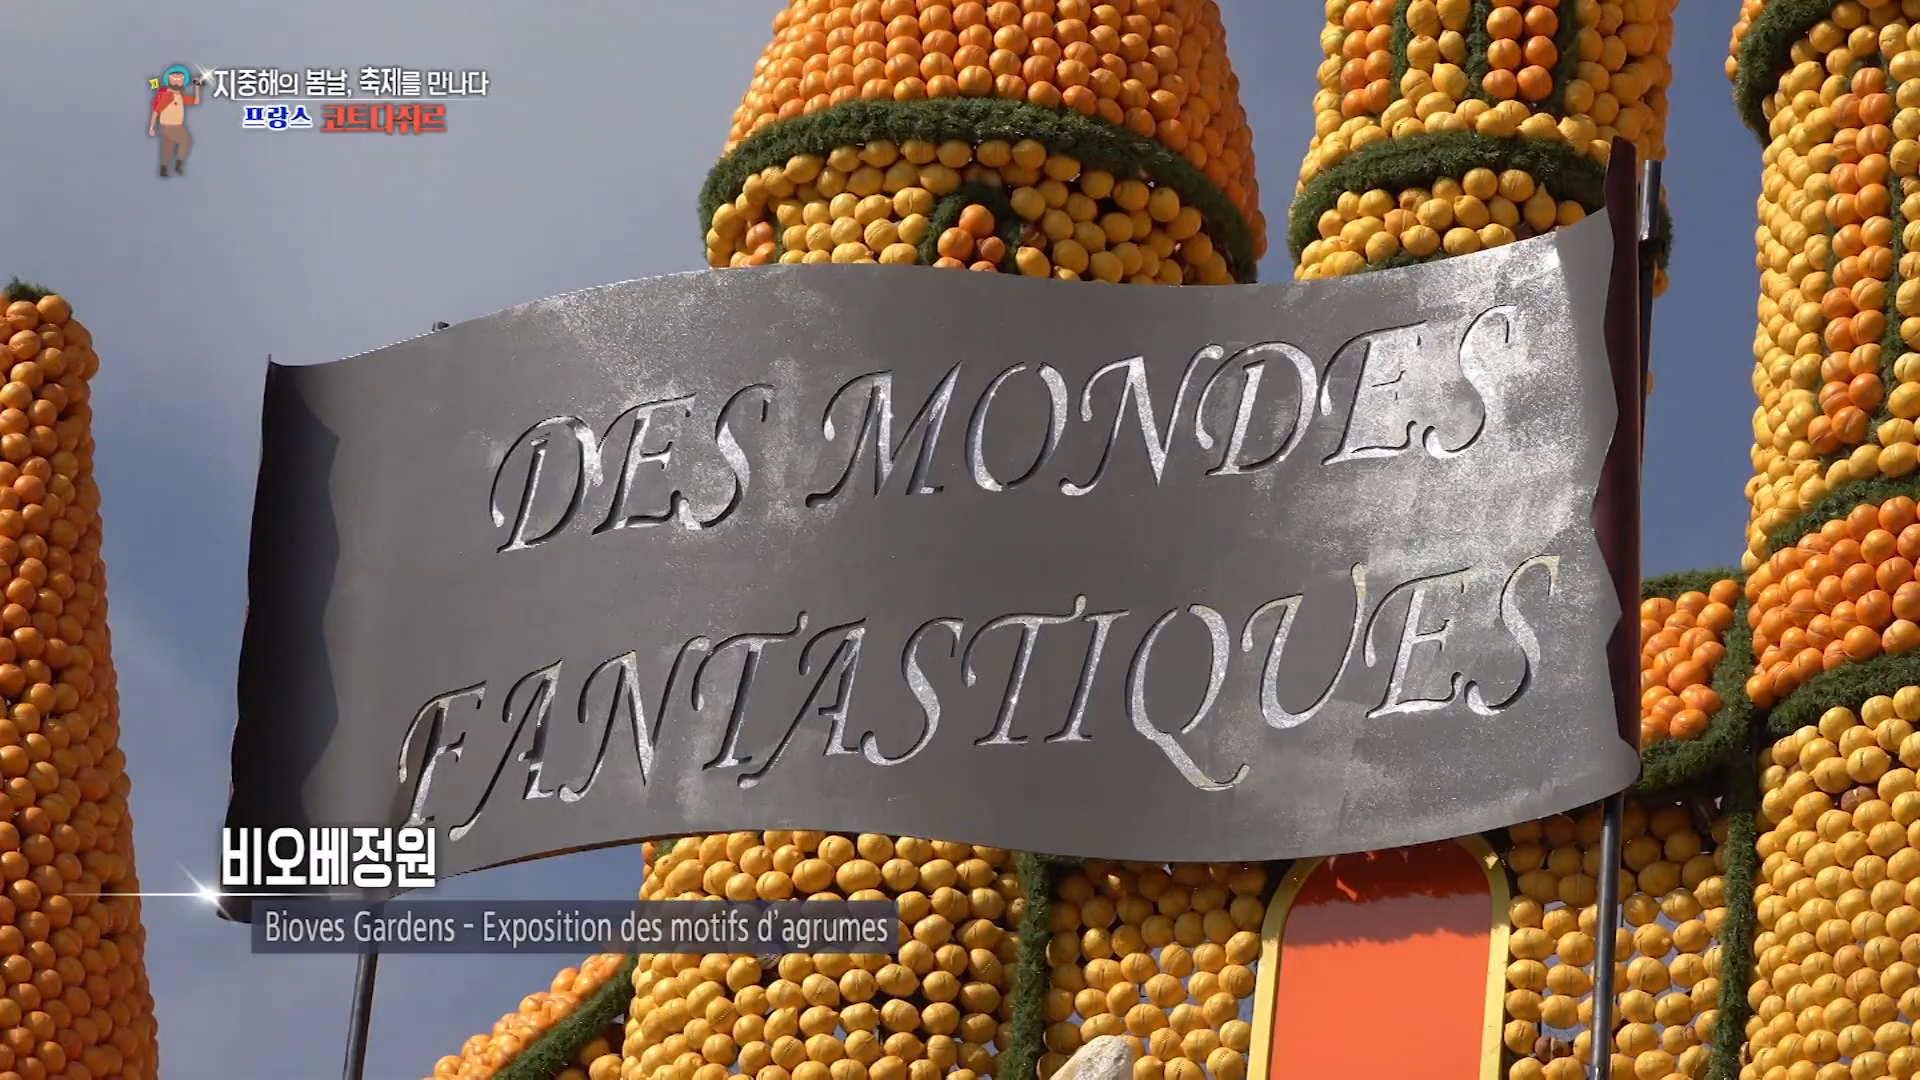 지중해의 봄날, 축제를 만나다
프랑스 코트다쥐르
DES MONDES
FANTASTIQUES
비오베정원
Bioves Gardens - Exposition des motifs d'agrumes